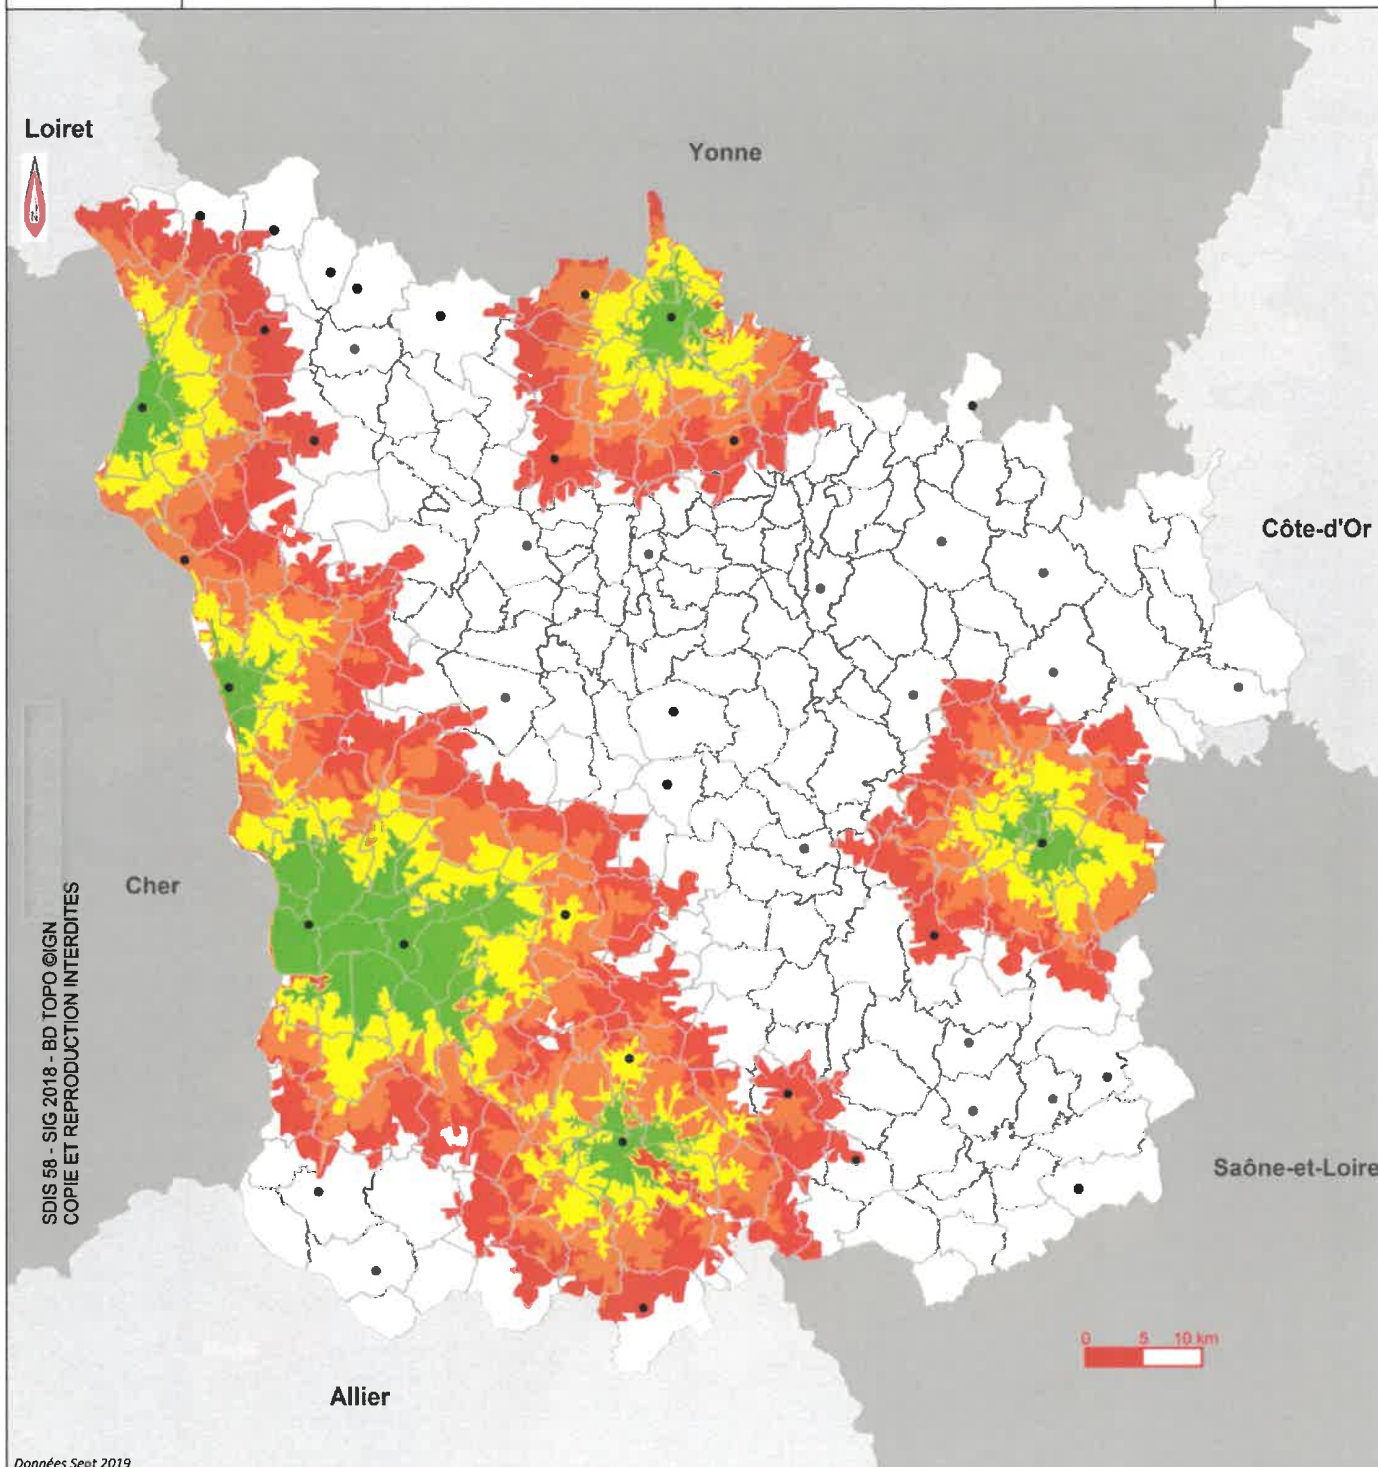 Loiret
N
Yonne
Côte-d'Or
Cher
SDIS 58 - SIG 2018 - BD TOPO ©IGN
COPIE ET REPRODUCTION INTERDITES
Saône-et-Loire
0 5 10 km
Allier
Données Sept 2019